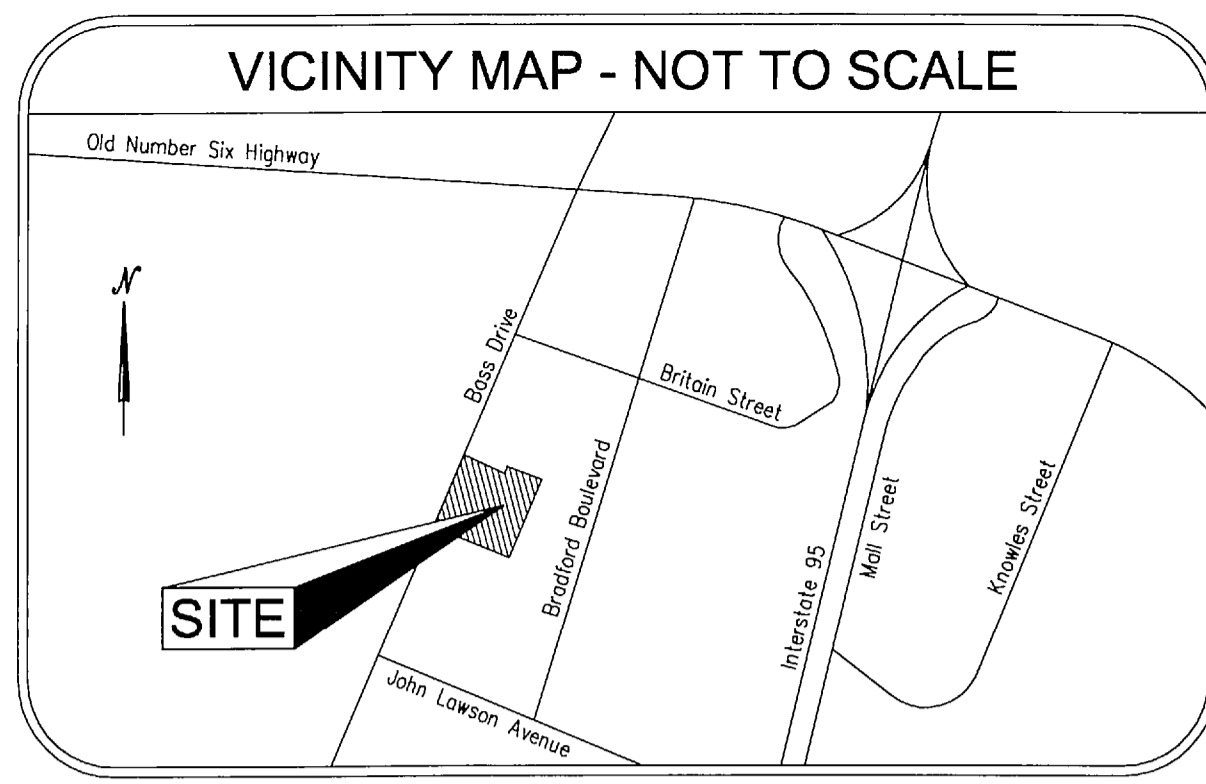 VICINITY MAP - NOT TO SCALE
Old Number Six Highway
N
Bass Drive
Britain Street
Bradford Boulevard
Mall Street
Knowles Street
Interstate 95
SITE
John Lawson Avenue